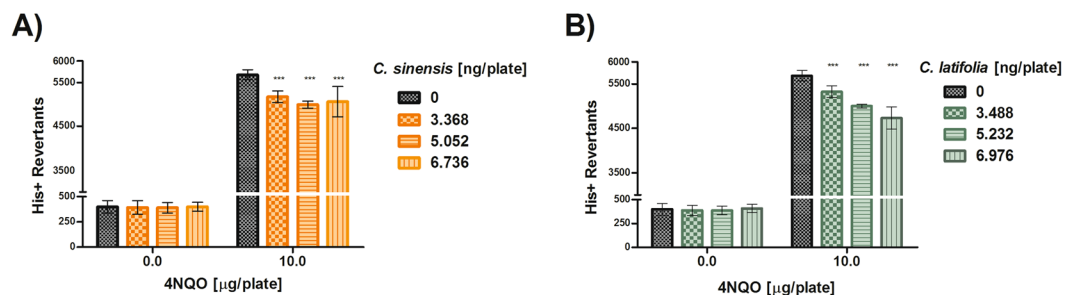 A)
His+ Revertants
6000
5500
4500
3500
500
250
0
*** *** ***
0.0 10.0
4NQO [µg/plate]
C. sinensis [ng/plate]
0
3.368
5.052
6.736
B)
His+ Revertants
6000
5500
4500
3500
500
250
0
*** *** ***
0.0 10.0
4NQO [µg/plate]
C. latifolia [ng/plate]
0
3.488
5.232
6.976